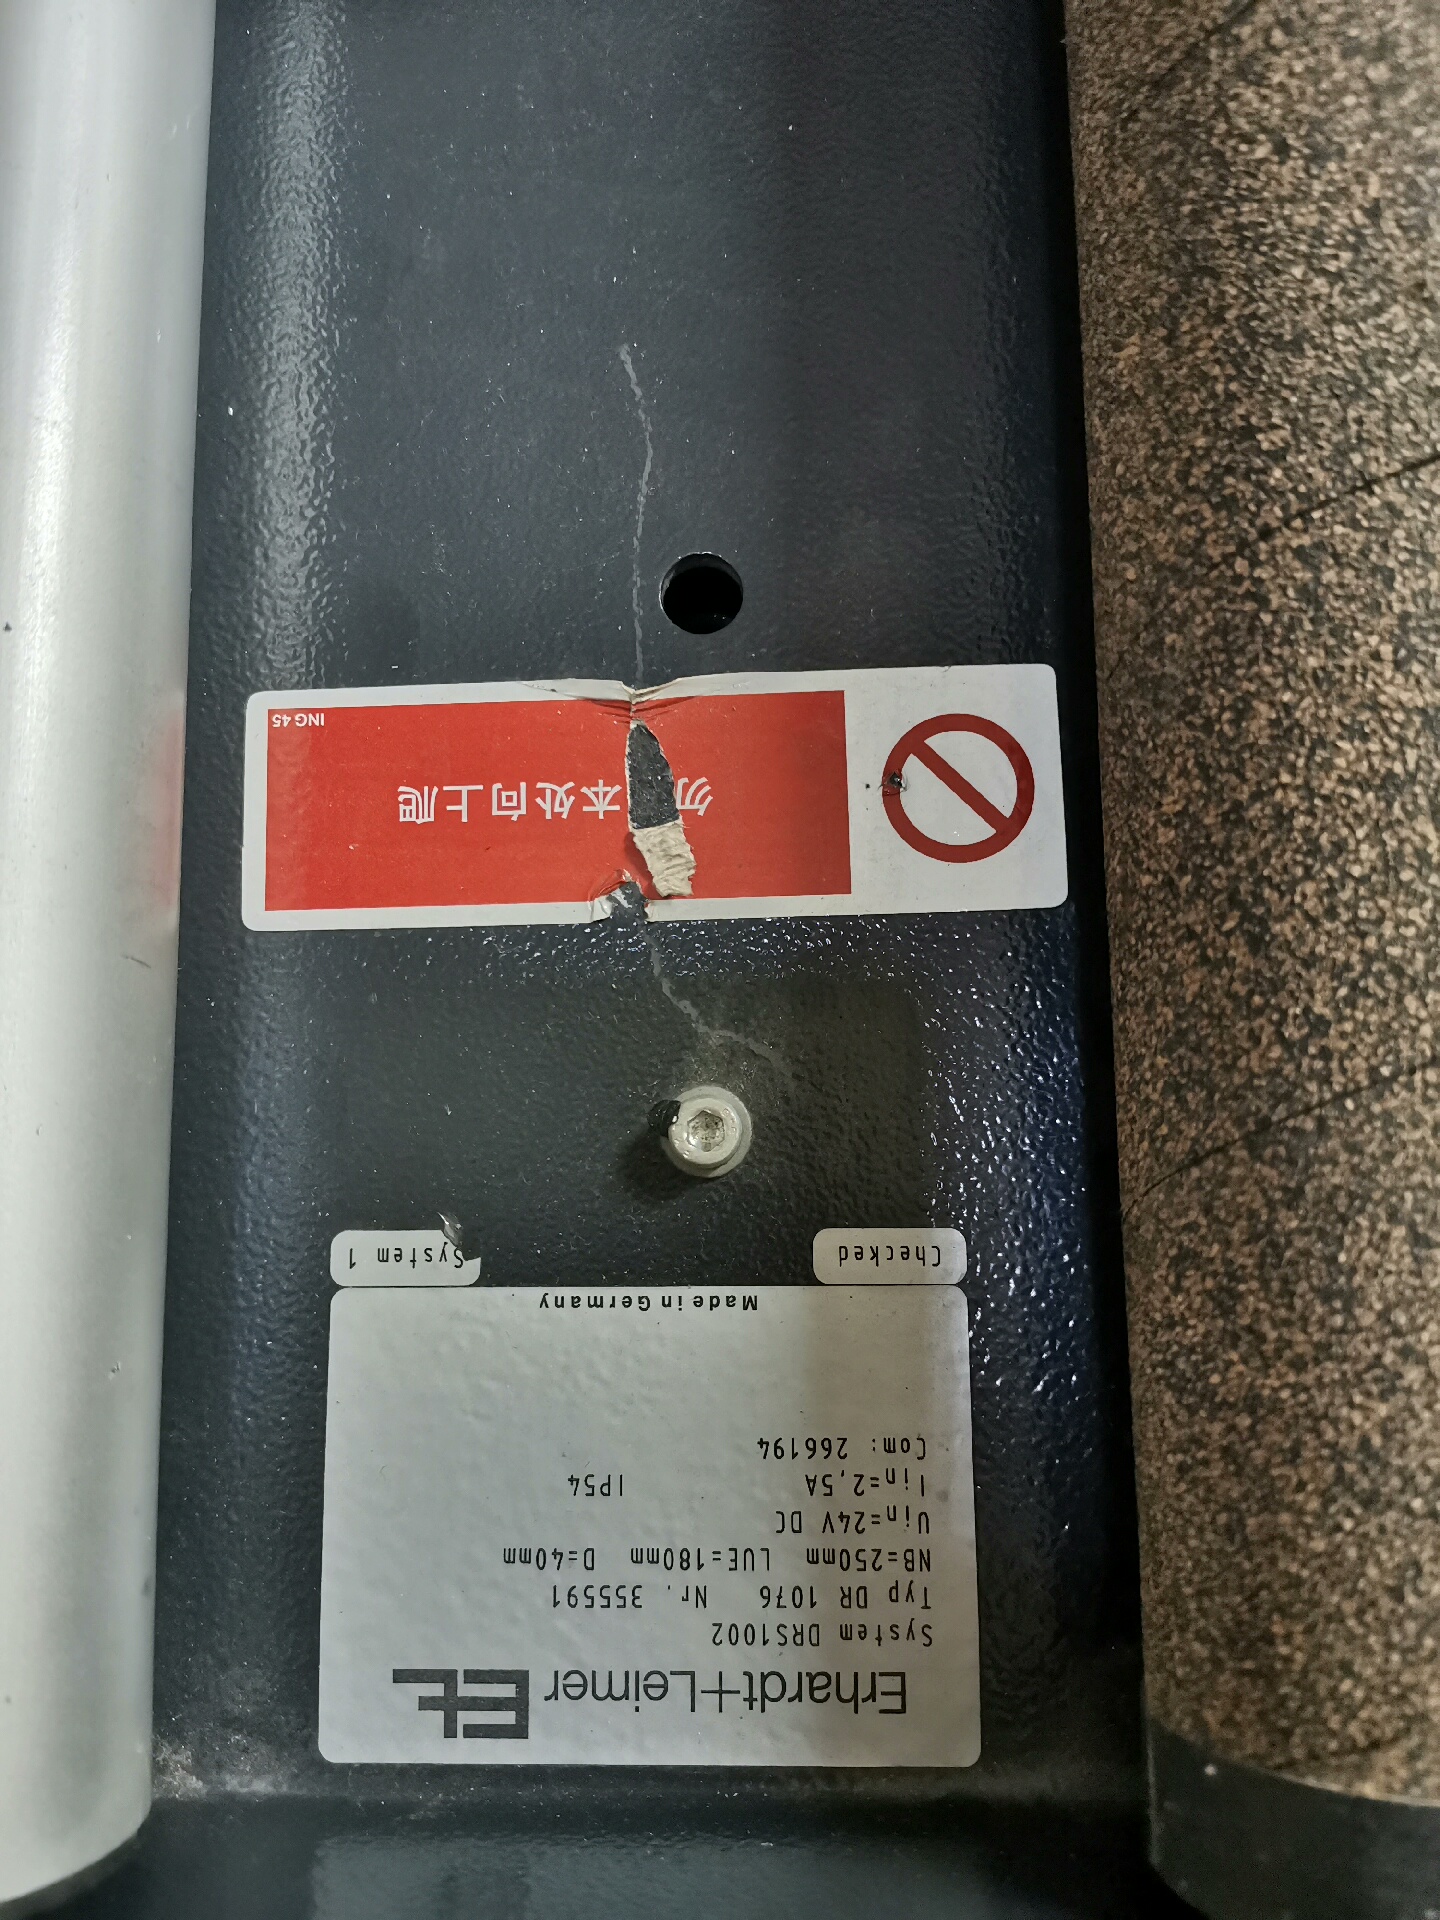 Erhardt+Leimer
System DRS1002
Typ DR 1076 Nr. 355591
NB=250mm LUE=180mm D=40mm
Uin=24V DC
Iin=2,5A IP54
Com: 266194
Made in Germany
Checked System 1
勿 本处向上爬
ING 45